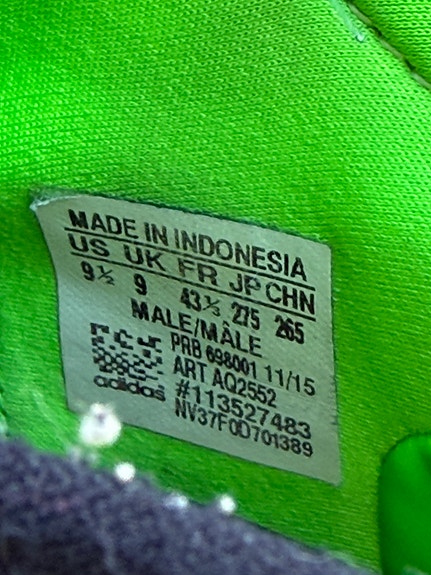 MADE IN INDONESIA
US UK FR JP CHN
9½ 9 43⅓ 275 265
MALE/MÂLE
PRB 698001 11/15
ART AQ2552
#113527483
NV37F0D701389
adidas